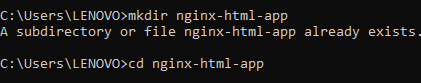 C:\Users\LENOVO>mkdir nginx-html-app
A subdirectory or file nginx-html-app already exists.
C:\Users\LENOVO>cd nginx-html-app